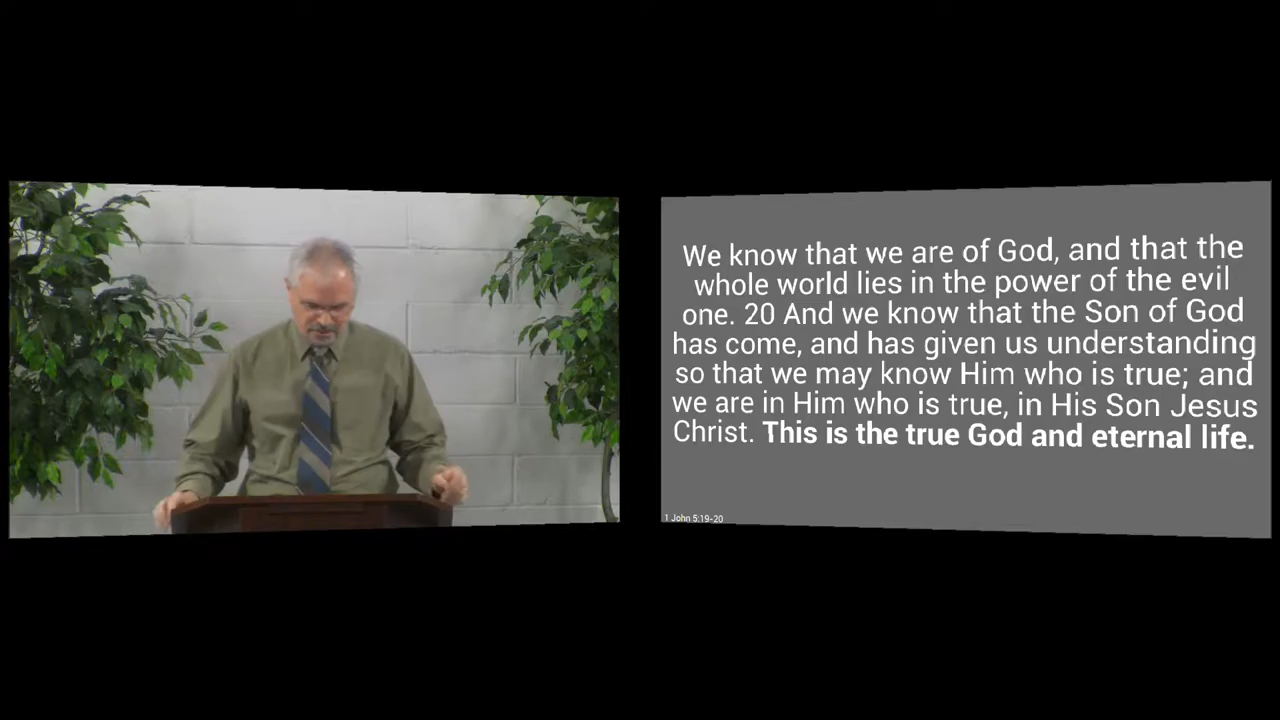 We know that we are of God, and that the
whole world lies in the power of the evil
one. 20 And we know that the Son of God
has come, and has given us understanding
so that we may know Him who is true; and
we are in Him who is true, in His Son Jesus
Christ. This is the true God and eternal life.
1 John 5:19-20